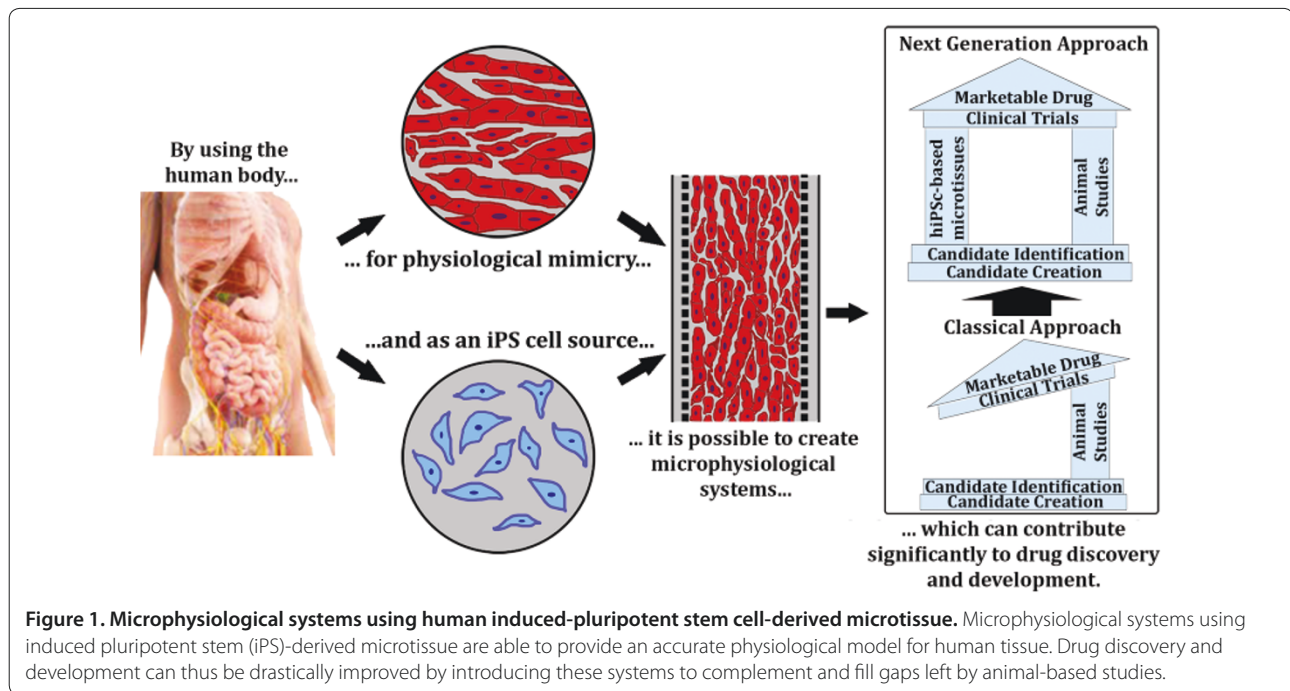 By using the
human body...
... for physiological mimicry...
...and as an iPS cell source...
... it is possible to create
microphysiological
systems...
Next Generation Approach
Marketable Drug
Clinical Trials
hiPSc-based
microtissues
Animal
Studies
Candidate Identification
Candidate Creation
Classical Approach
Marketable Drug
Clinical Trials
Animal
Studies
Candidate Identification
Candidate Creation
... which can contribute
significantly to drug discovery
and development.
Figure 1. Microphysiological systems using human induced-pluripotent stem cell-derived microtissue. Microphysiological systems using
induced pluripotent stem (iPS)-derived microtissue are able to provide an accurate physiological model for human tissue. Drug discovery and
development can thus be drastically improved by introducing these systems to complement and fill gaps left by animal-based studies.